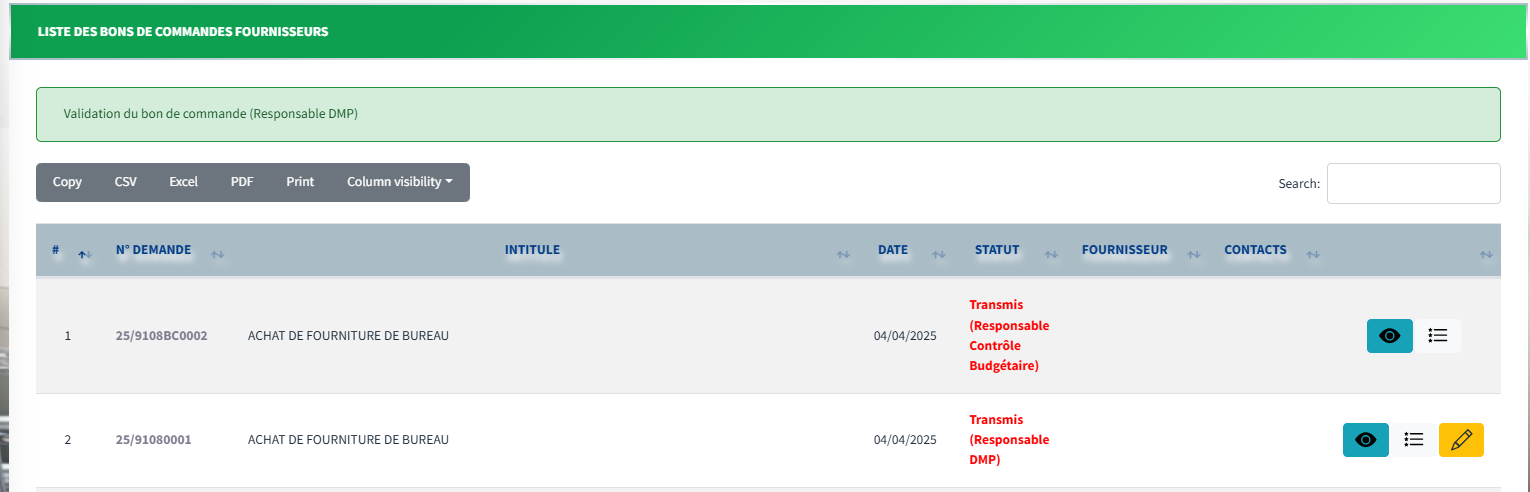 LISTE DES BONS DE COMMANDES FOURNISSEURS
Validation du bon de commande (Responsable DMP)
Copy CSV Excel PDF Print Column visibility
Search:
# N° DEMANDE INTITULE DATE STATUT FOURNISSEUR CONTACTS
1 25/9108BC0002 ACHAT DE FOURNITURE DE BUREAU 04/04/2025 Transmis
(Responsable
Contrôle
Budgétaire)
2 25/91080001 ACHAT DE FOURNITURE DE BUREAU 04/04/2025 Transmis
(Responsable
DMP)